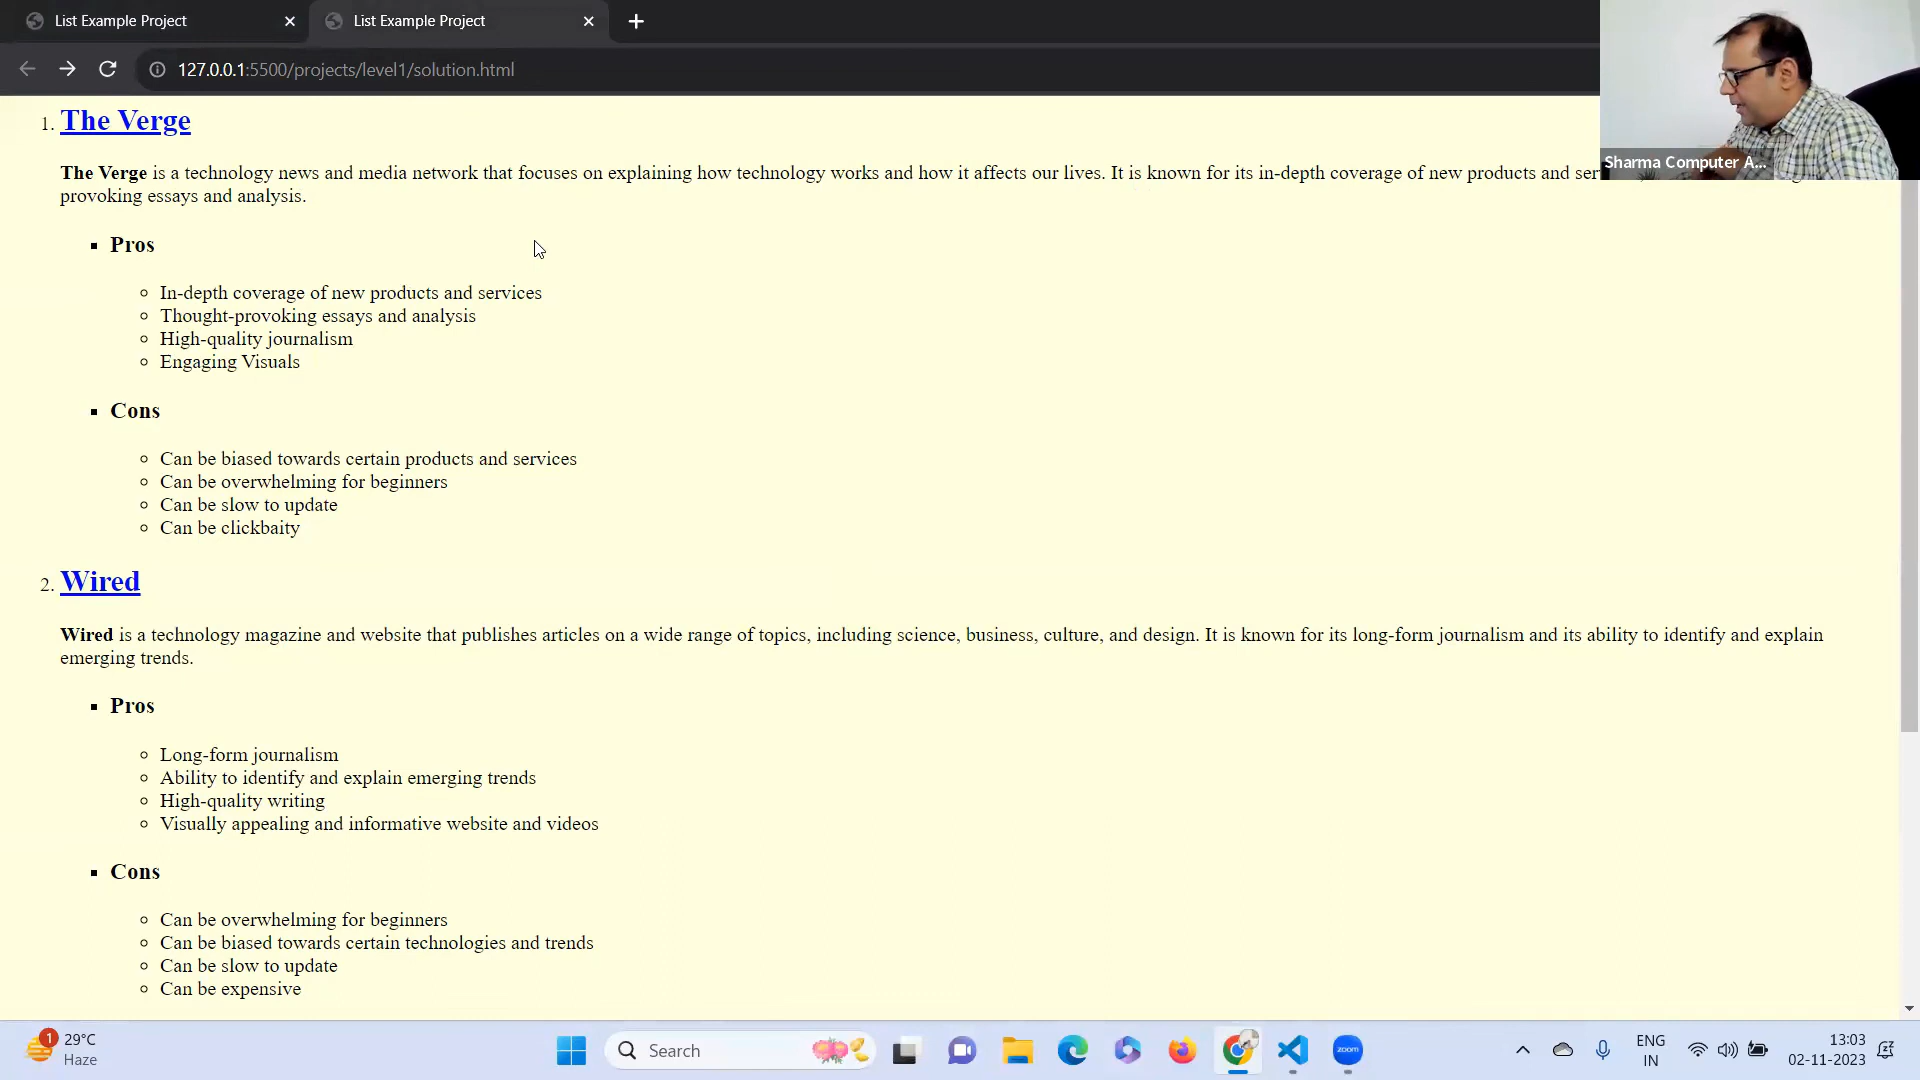 List Example Project
List Example Project
127.0.0.1:5500/projects/level1/solution.html
Sharma Computer A...
1. The Verge
The Verge is a technology news and media network that focuses on explaining how technology works and how it affects our lives. It is known for its in-depth coverage of new products and
provoking essays and analysis.
Pros
In-depth coverage of new products and services
Thought-provoking essays and analysis
High-quality journalism
Engaging Visuals
Cons
Can be biased towards certain products and services
Can be overwhelming for beginners
Can be slow to update
Can be clickbaity
2. Wired
Wired is a technology magazine and website that publishes articles on a wide range of topics, including science, business, culture, and design. It is known for its long-form journalism and its ability to identify and explain
emerging trends.
Pros
Long-form journalism
Ability to identify and explain emerging trends
High-quality writing
Visually appealing and informative website and videos
Cons
Can be overwhelming for beginners
Can be biased towards certain technologies and trends
Can be slow to update
Can be expensive
1
29°C
Haze
Search
zoom
ENG
IN
13:03
02-11-2023